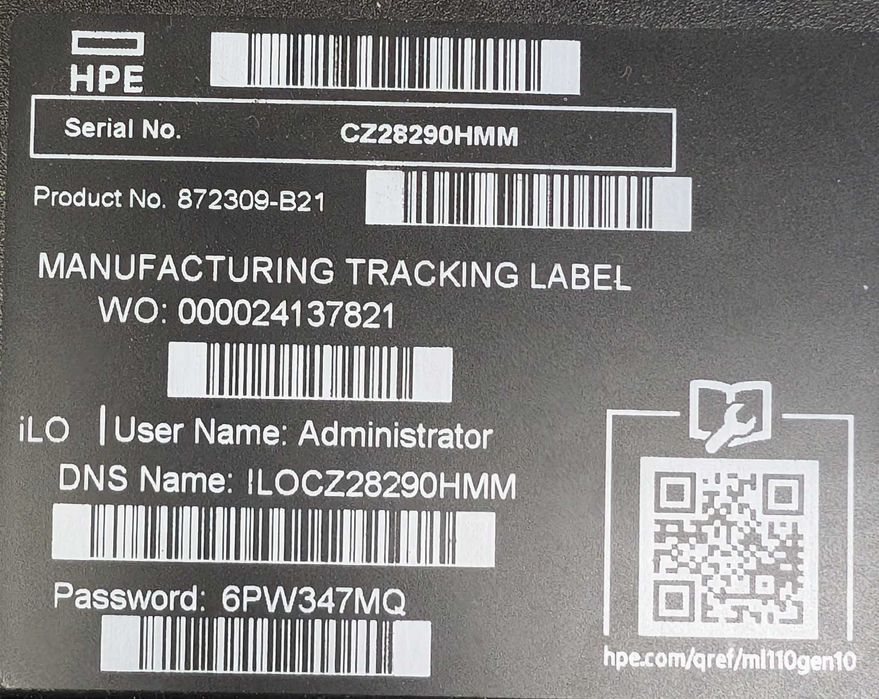 HPE
Serial No. CZ28290HMM
Product No. 872309-B21
MANUFACTURING TRACKING LABEL
WO: 000024137821
iLO | User Name: Administrator
DNS Name: ILOCZ28290HMM
Password: 6PW347MQ
hpe.com/qref/ml110gen10